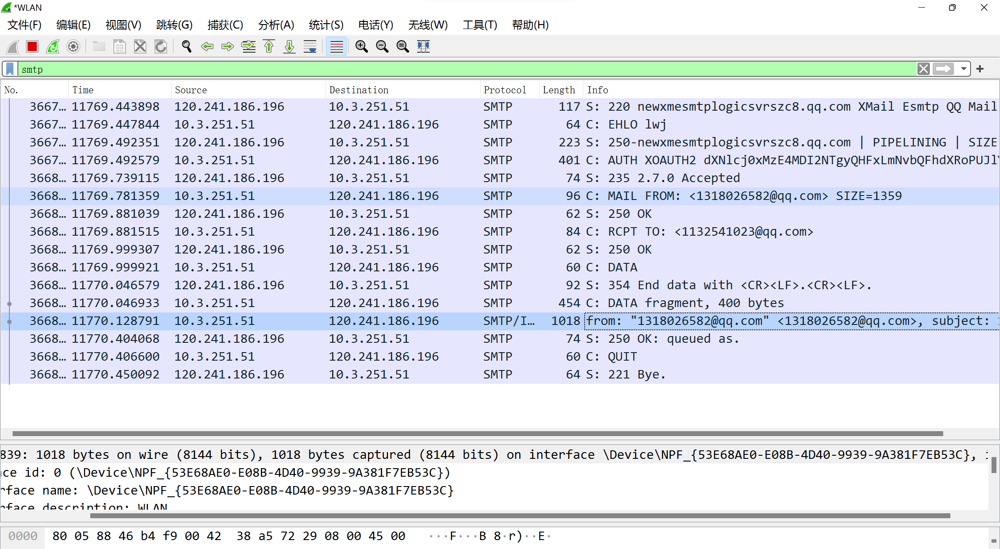 *WLAN
文件(F) 编辑(E) 视图(V) 跳转(G) 捕获(C) 分析(A) 统计(S) 电话(Y) 无线(W) 工具(T) 帮助(H)
smtp
No. Time Source Destination Protocol Length Info
3667… 11769.443898 120.241.186.196 10.3.251.51 SMTP 117 S: 220 newxmesmtplogicsvrszc8.qq.com XMail Esmtp QQ Mail
3667… 11769.447844 10.3.251.51 120.241.186.196 SMTP 64 C: EHLO lwj
3667… 11769.492351 120.241.186.196 10.3.251.51 SMTP 223 S: 250-newxmesmtplogicsvrszc8.qq.com | PIPELINING | SIZE
3667… 11769.492579 10.3.251.51 120.241.186.196 SMTP 401 C: AUTH XOAUTH2 dXNlcj0xMzE4MDI2NTgyQHFxLmNvbQFhdXRoPUJl
3668… 11769.739115 120.241.186.196 10.3.251.51 SMTP 74 S: 235 2.7.0 Accepted
3668… 11769.781359 10.3.251.51 120.241.186.196 SMTP 96 C: MAIL FROM: <1318026582@qq.com> SIZE=1359
3668… 11769.881039 120.241.186.196 10.3.251.51 SMTP 62 S: 250 OK
3668… 11769.881515 10.3.251.51 120.241.186.196 SMTP 84 C: RCPT TO: <1132541023@qq.com>
3668… 11769.999307 120.241.186.196 10.3.251.51 SMTP 62 S: 250 OK
3668… 11769.999921 10.3.251.51 120.241.186.196 SMTP 60 C: DATA
3668… 11770.046579 120.241.186.196 10.3.251.51 SMTP 92 S: 354 End data with <CR><LF>.<CR><LF>.
3668… 11770.046933 10.3.251.51 120.241.186.196 SMTP 454 C: DATA fragment, 400 bytes
3668… 11770.128791 10.3.251.51 120.241.186.196 SMTP/I… 1018 from: "1318026582@qq.com" <1318026582@qq.com>, subject:
3668… 11770.404068 120.241.186.196 10.3.251.51 SMTP 74 S: 250 OK: queued as.
3668… 11770.406600 10.3.251.51 120.241.186.196 SMTP 60 C: QUIT
3668… 11770.450092 120.241.186.196 10.3.251.51 SMTP 64 S: 221 Bye.
839: 1018 bytes on wire (8144 bits), 1018 bytes captured (8144 bits) on interface \Device\NPF_{53E68AE0-E08B-4D40-9939-9A381F7EB53C},
ce id: 0 (\Device\NPF_{53E68AE0-E08B-4D40-9939-9A381F7EB53C})
rface name: \Device\NPF_{53E68AE0-E08B-4D40-9939-9A381F7EB53C}
rface description: WLAN
0000 80 05 88 46 b4 f9 00 42 38 a5 72 29 08 00 45 00 ···F···B 8·r)··E·